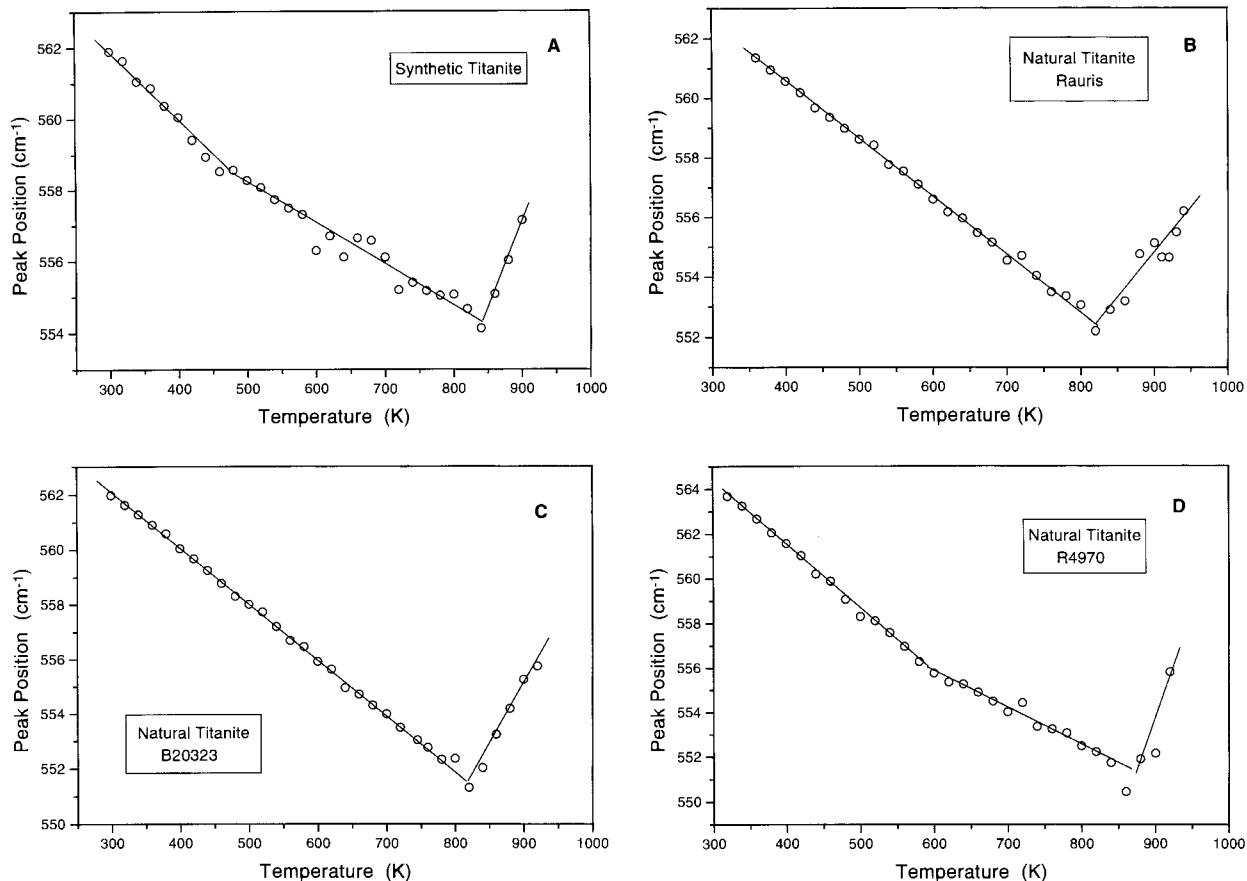 A
Synthetic Titanite
Peak Position (cm-1)
562
560
558
556
554
300 400 500 600 700 800 900 1000
Temperature (K)
B
Natural Titanite
Rauris
Peak Position (cm-1)
562
560
558
556
554
552
300 400 500 600 700 800 900 1000
Temperature (K)
C
Natural Titanite
B20323
Peak Position (cm-1)
562
560
558
556
554
552
550
300 400 500 600 700 800 900 1000
Temperature (K)
D
Natural Titanite
R4970
Peak Position (cm-1)
564
562
560
558
556
554
552
550
300 400 500 600 700 800 900 1000
Temperature (K)